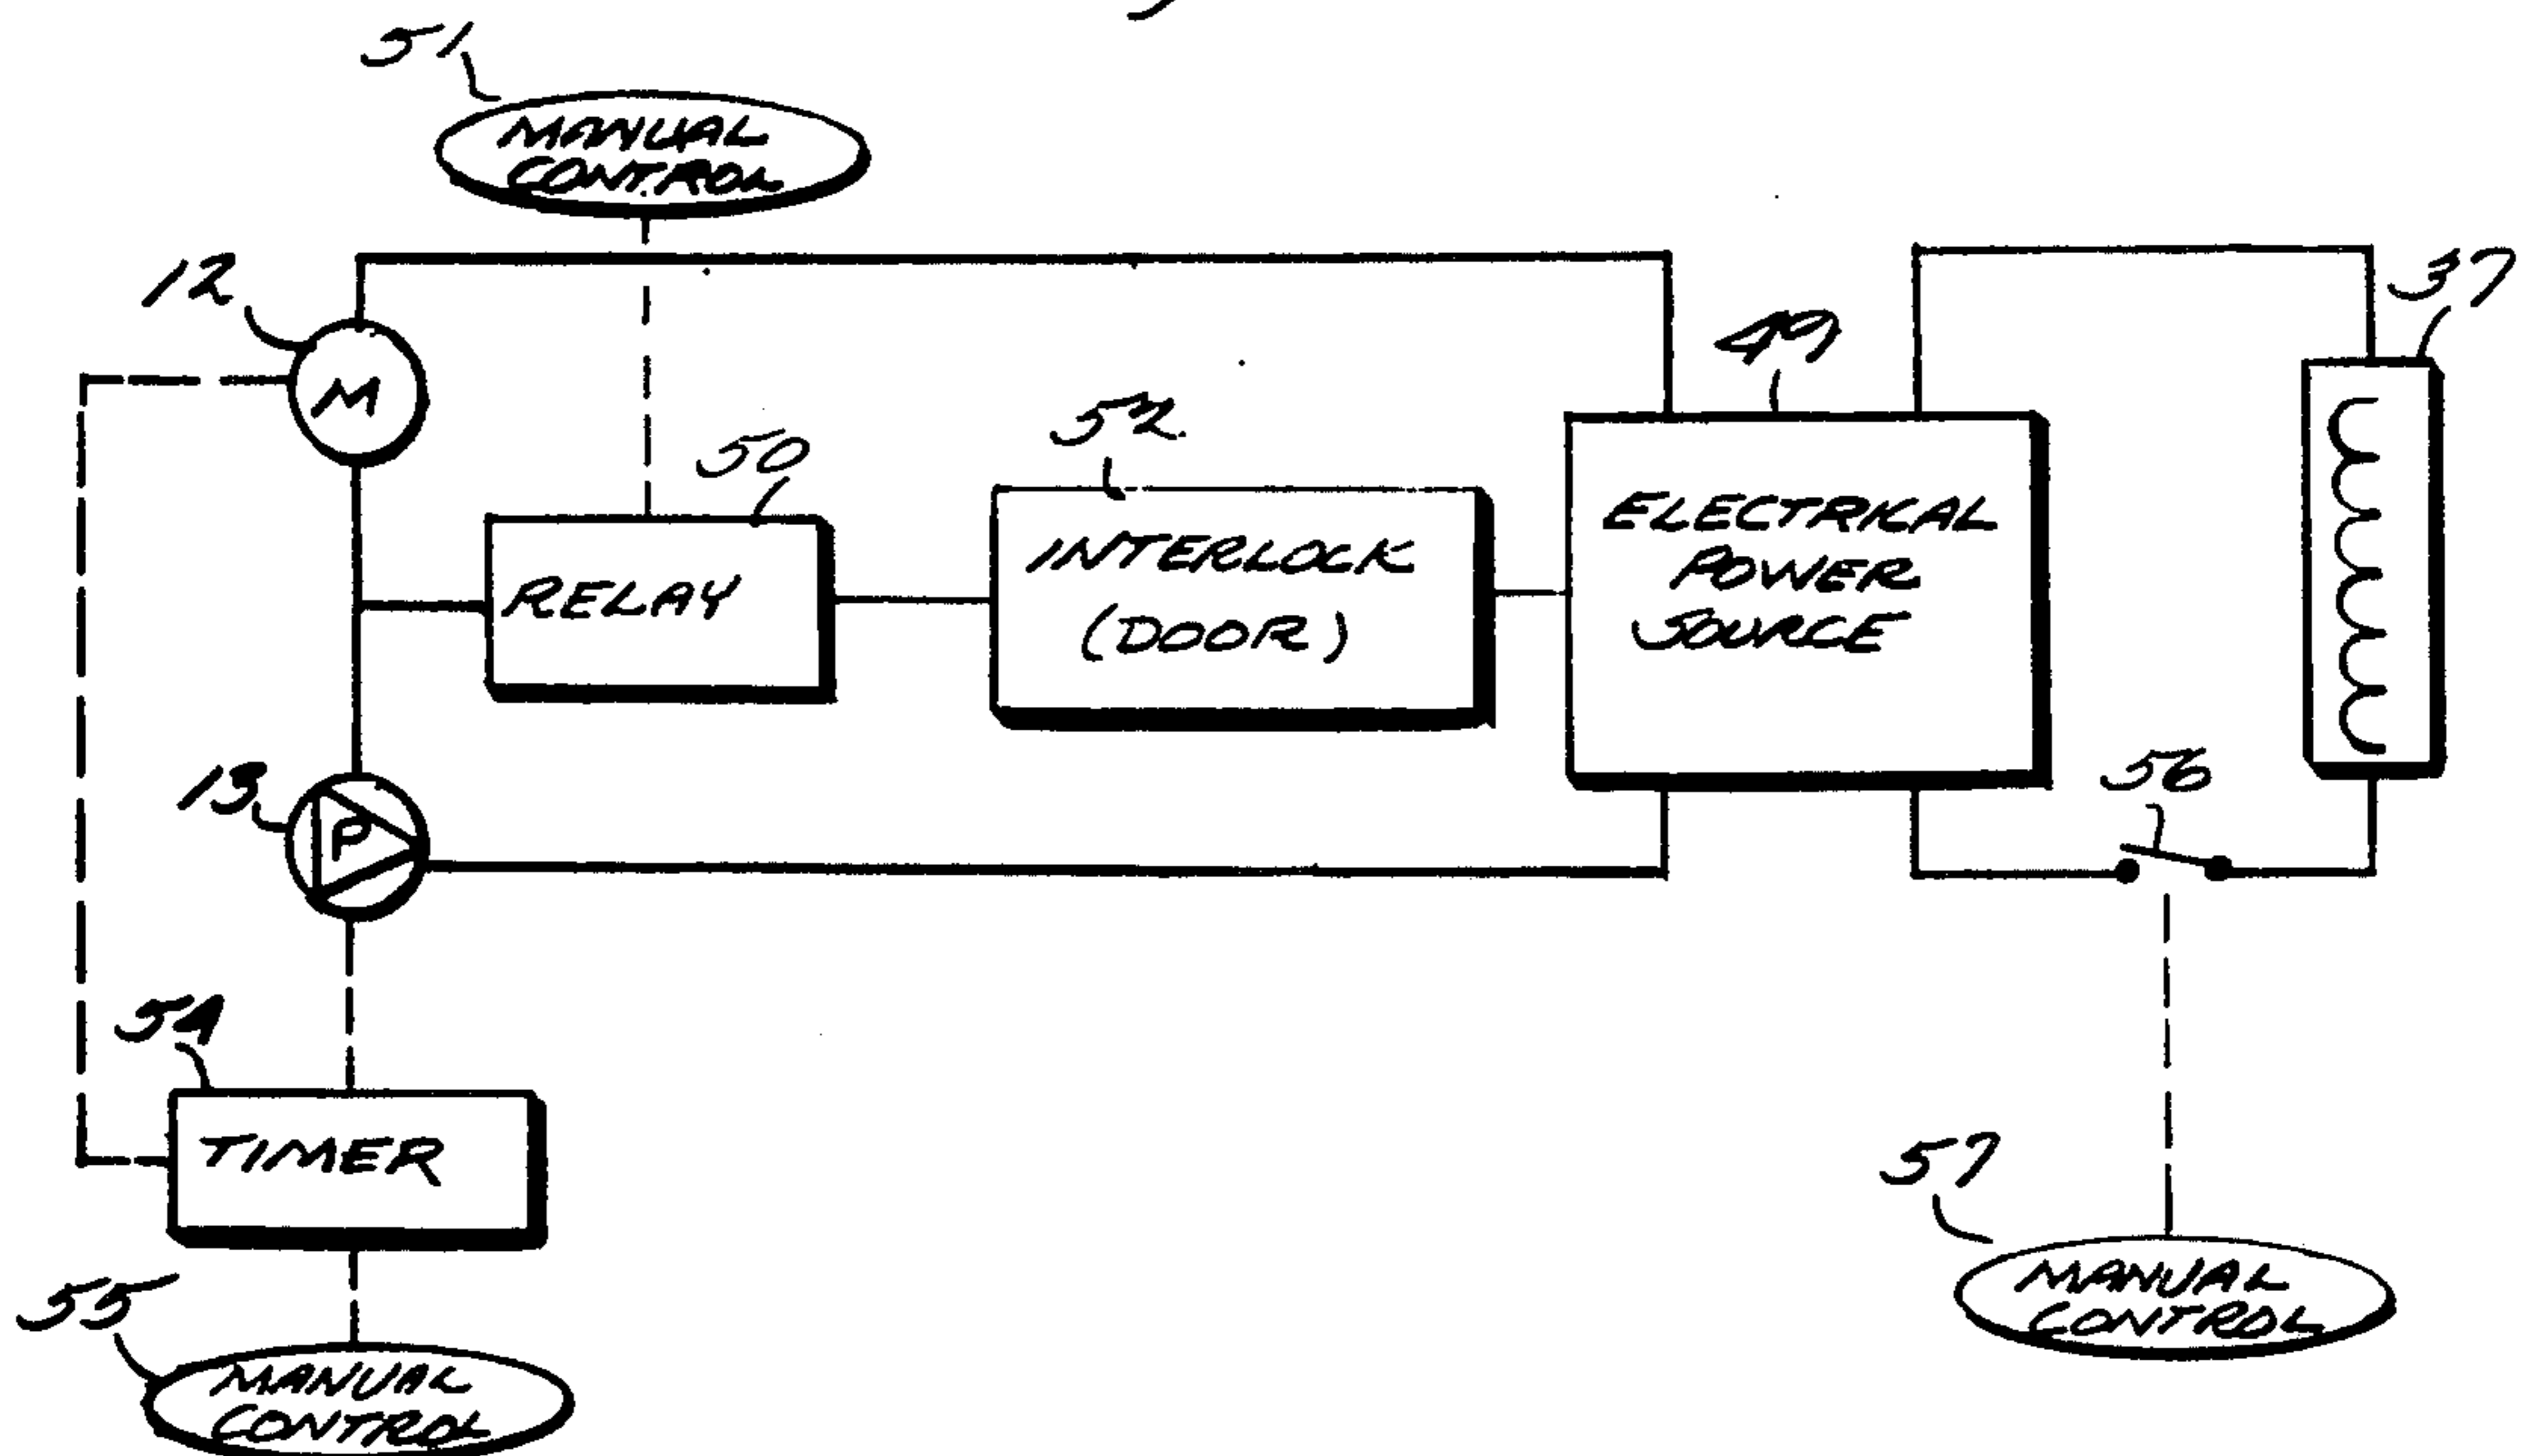 51
MANUAL
CONTROL
12
M
37
49
52
50
RELAY
INTERLOCK
(DOOR)
ELECTRICAL
POWER
SOURCE
13
P
56
54
TIMER
57
MANUAL
CONTROL
55
MANUAL
CONTROL